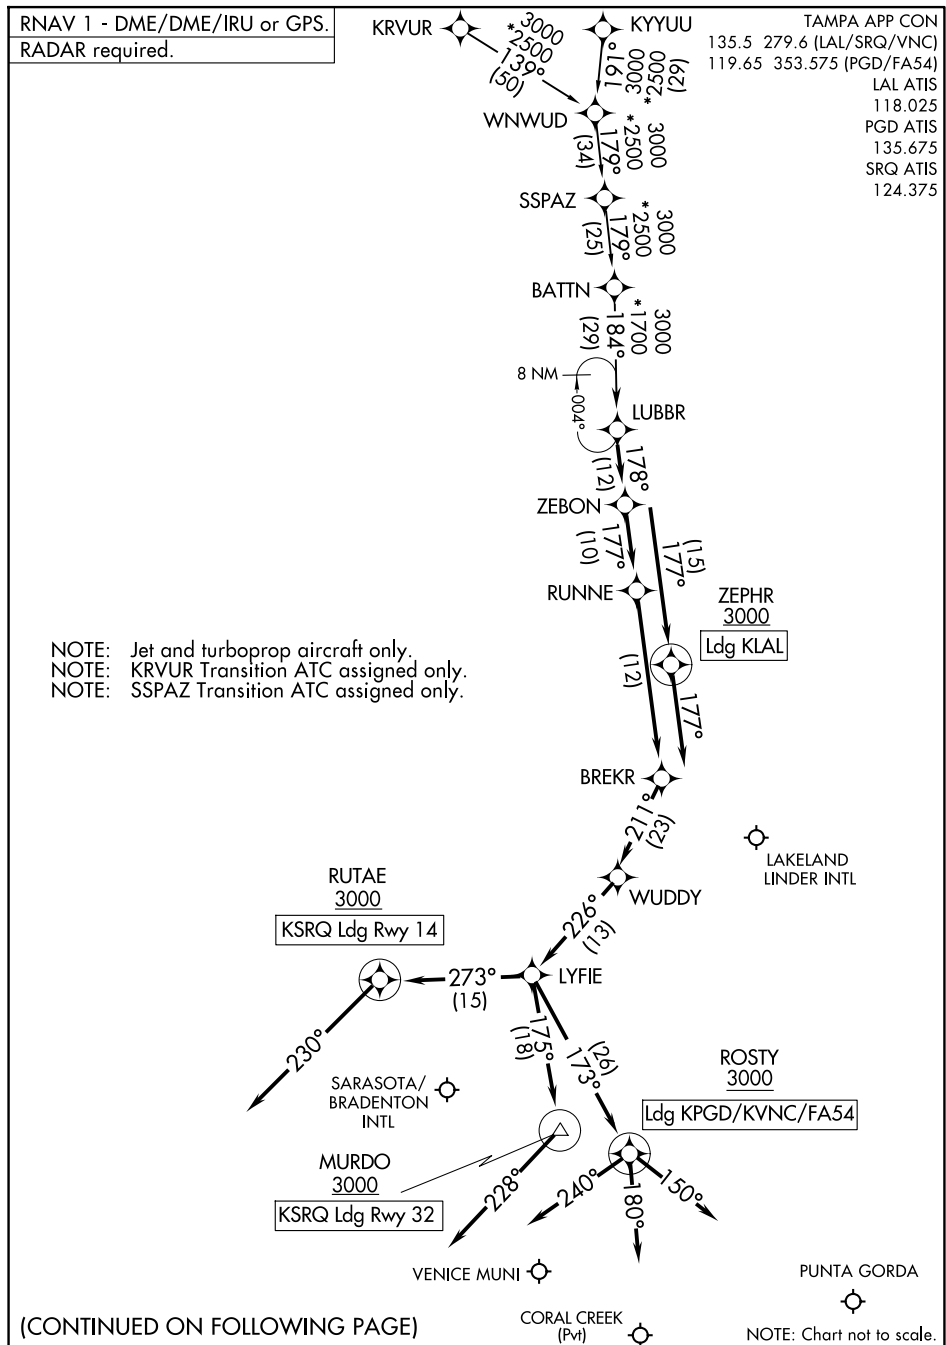 RNAV 1 - DME/DME/IRU or GPS.
RADAR required.
KRVUR
3000
*2500
139°
(50)
KYYUU
(29)
*2500
3000
191°
TAMPA APP CON
135.5 279.6 (LAL/SRQ/VNC)
119.65 353.575 (PGD/FA54)
LAL ATIS
118.025
PGD ATIS
135.675
SRQ ATIS
124.375
WNWUD
3000
*2500
179°
(34)
SSPAZ
3000
*2500
179°
(25)
BATTN
3000
*1700
184°
(29)
8 NM
004°
LUBBR
178°
(12)
ZEBON
177°
(10)
(15)
177°
RUNNE
ZEPHR
3000
Ldg KLAL
(12)
177°
NOTE: Jet and turboprop aircraft only.
NOTE: KRVUR Transition ATC assigned only.
NOTE: SSPAZ Transition ATC assigned only.
BREKR
211°
(23)
LAKELAND
LINDER INTL
WUDDY
RUTAE
3000
KSRQ Ldg Rwy 14
226°
(13)
LYFIE
273°
(15)
230°
175°
(18)
(26)
173°
SARASOTA/
BRADENTON
INTL
ROSTY
3000
Ldg KPGD/KVNC/FA54
MURDO
3000
KSRQ Ldg Rwy 32
228°
240°
180°
150°
VENICE MUNI
PUNTA GORDA
CORAL CREEK
(Pvt)
(CONTINUED ON FOLLOWING PAGE)
NOTE: Chart not to scale.